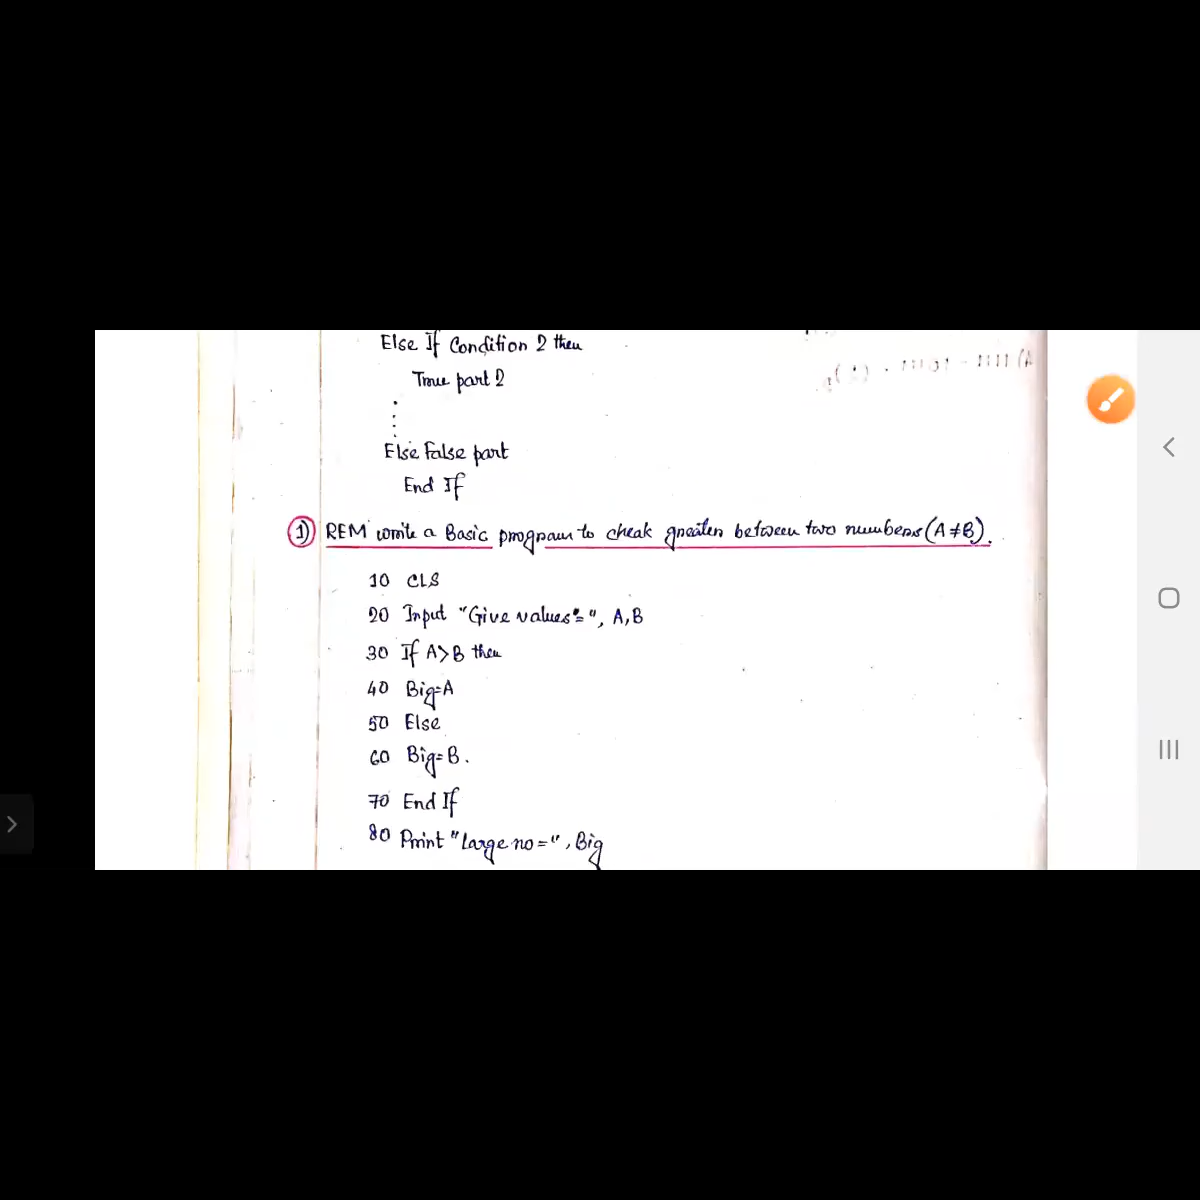 Else If Condition 2 then
True part 2
Else False part
End If
1) REM write a Basic program to cheak greater between two numbers (A≠B).
10 CLS
20 Input "Give values=", A,B
30 If A>B then
40 Big=A
50 Else
60 Big=B.
70 End If
80 Print "Large no=", Big